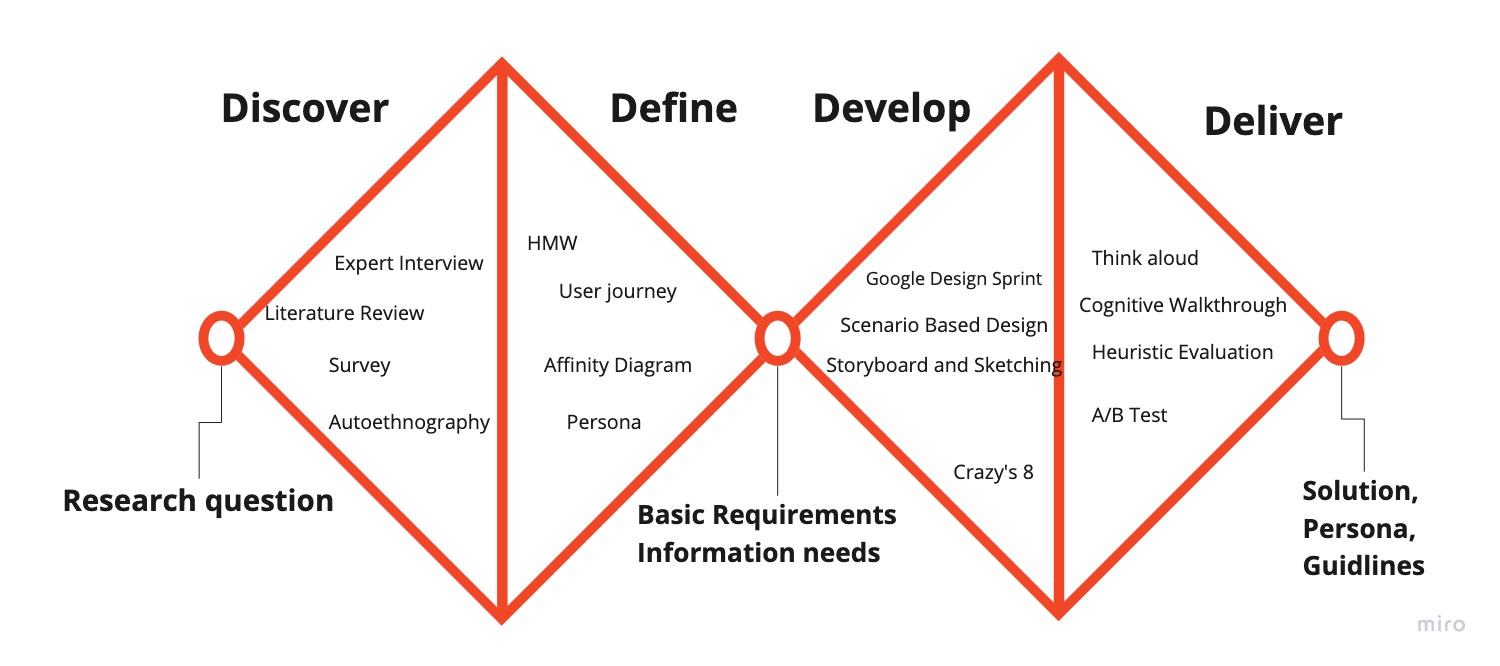 Discover
Define
Develop
Deliver
Expert Interview
Literature Review
Survey
Autoethnography
HMW
User journey
Affinity Diagram
Persona
Google Design Sprint
Scenario Based Design
Storyboard and Sketching
Crazy's 8
Think aloud
Cognitive Walkthrough
Heuristic Evaluation
A/B Test
Research question
Basic Requirements
Information needs
Solution,
Persona,
Guidlines
miro